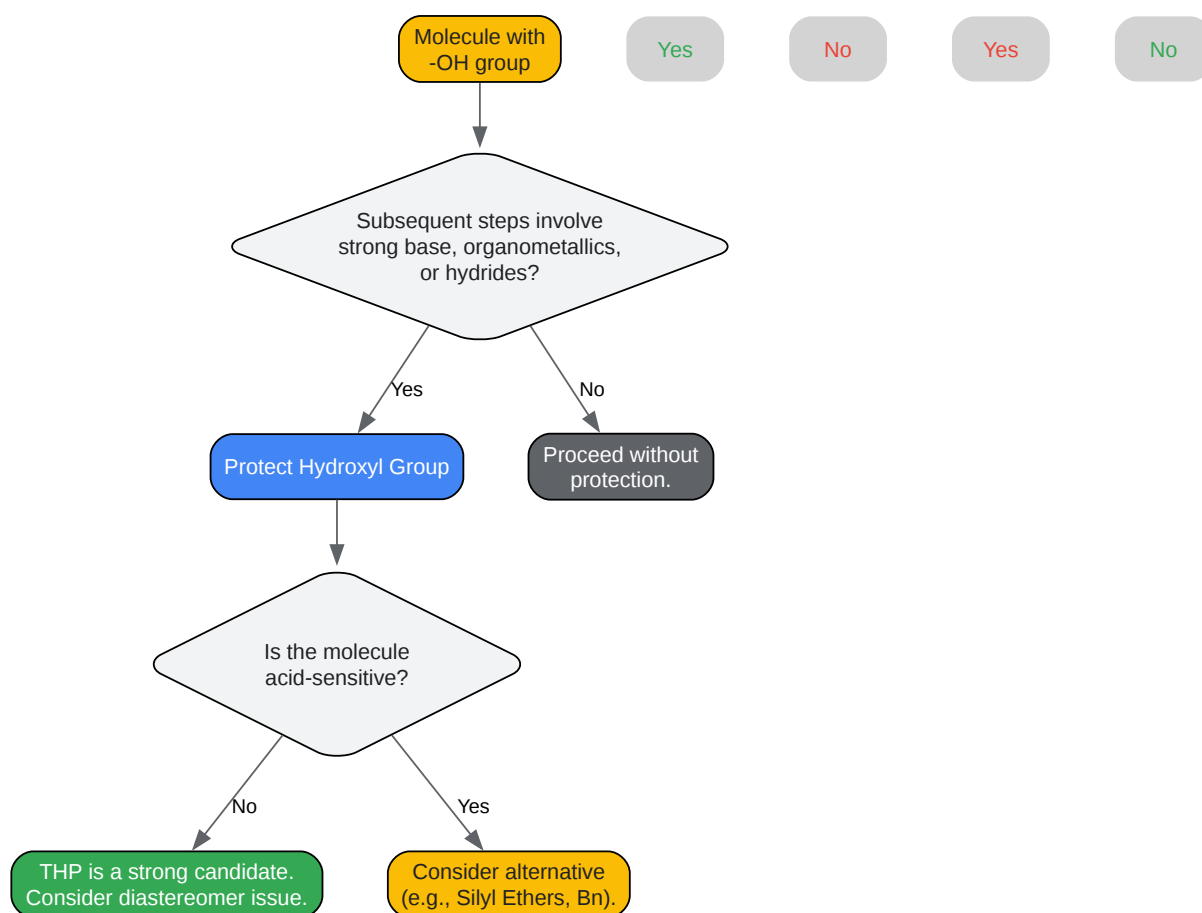 Molecule with
-OH group
Yes
No
Yes
No
Subsequent steps involve
strong base, organometallics,
or hydrides?
Yes
No
Protect Hydroxyl Group
Proceed without
protection.
Is the molecule
acid-sensitive?
No
Yes
THP is a strong candidate.
Consider diastereomer issue.
Consider alternative
(e.g., Silyl Ethers, Bn).